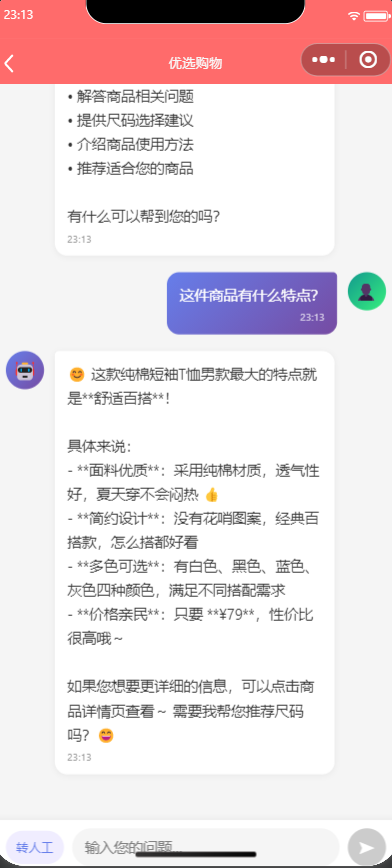 23:13
优选购物
• 解答商品相关问题
• 提供尺码选择建议
• 介绍商品使用方法
• 推荐适合您的商品
有什么可以帮到您的吗？
23:13
这件商品有什么特点？
23:13
😊 这款纯棉短袖T恤男款最大的特点就
是**舒适百搭**！
具体来说：
- **面料优质**：采用纯棉材质，透气性
好，夏天穿不会闷热 👍
- **简约设计**：没有花哨图案，经典百
搭款，怎么搭都好看
- **多色可选**：有白色、黑色、蓝色、
灰色四种颜色，满足不同搭配需求
- **价格亲民**：只要 **¥79**，性价比
很高哦～
如果您想要更详细的信息，可以点击商
品详情页查看～ 需要我帮您推荐尺码
吗？ 😄
23:13
转人工
输入您的问题